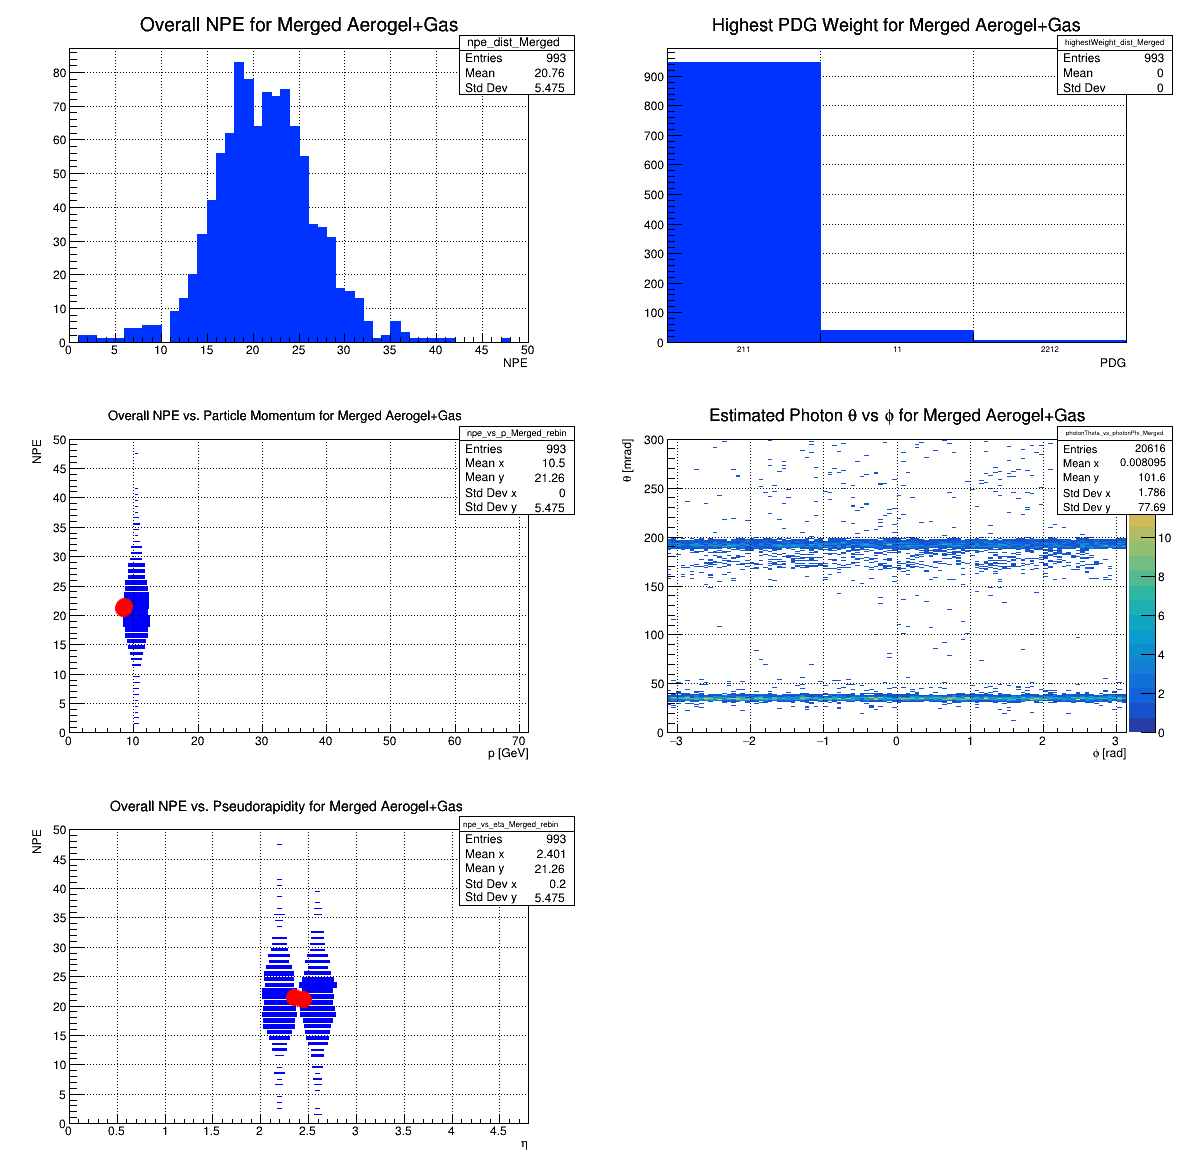 Overall NPE for Merged Aerogel+Gas
npe_dist_Merged
Entries 993
Mean 20.76
Std Dev 5.475
80
70
60
50
40
30
20
10
0
0 5 10 15 20 25 30 35 40 45 50
NPE
Highest PDG Weight for Merged Aerogel+Gas
highestWeight_dist_Merged
Entries 993
Mean 0
Std Dev 0
900
800
700
600
500
400
300
200
100
0
211 11 2212
PDG
Overall NPE vs. Particle Momentum for Merged Aerogel+Gas
npe_vs_p_Merged_rebin
Entries 993
Mean x 10.5
Mean y 21.26
Std Dev x 0
Std Dev y 5.475
NPE
50
45
40
35
30
25
20
15
10
5
0
0 10 20 30 40 50 60 70
p [GeV]
Estimated Photon θ vs ϕ for Merged Aerogel+Gas
photonTheta_vs_photonPhi_Merged
Entries 20616
Mean x 0.008095
Mean y 101.6
Std Dev x 1.786
Std Dev y 77.69
θ [mrad]
300
250
200
150
100
50
0
−3 −2 −1 0 1 2 3
ϕ [rad]
10
8
6
4
2
0
Overall NPE vs. Pseudorapidity for Merged Aerogel+Gas
npe_vs_eta_Merged_rebin
Entries 993
Mean x 2.401
Mean y 21.26
Std Dev x 0.2
Std Dev y 5.475
NPE
50
45
40
35
30
25
20
15
10
5
0
0 0.5 1 1.5 2 2.5 3 3.5 4 4.5
η